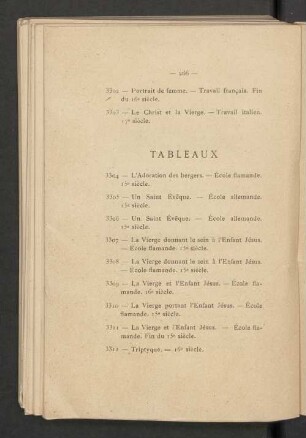 — 286 —
3302 — Portrait de femme. — Travail français. Fin
du 16e siècle.
3303 — Le Christ et la Vierge. — Travail italien.
15e siècle.
TABLEAUX
3304 — L'Adoration des bergers. — École flamande.
15e siècle.
3305 — Un Saint Évêque. — École allemande.
15e siècle.
3306 — Un Saint Évêque. — École allemande.
15e siècle.
3307 — La Vierge donnant le sein à l'Enfant Jésus.
— École flamande. 15e siècle.
3308 — La Vierge donnant le sein à l'Enfant Jésus.
— École flamande. 15e siècle.
3309 — La Vierge et l'Enfant Jésus. — École fla-
mande. 16e siècle.
3310 — La Vierge portant l'Enfant Jésus. — École
flamande. 15e siècle.
3311 — La Vierge et l'Enfant Jésus. — École fla-
mande. Fin du 15e siècle.
3312 — Triptyque. — 16e siècle.